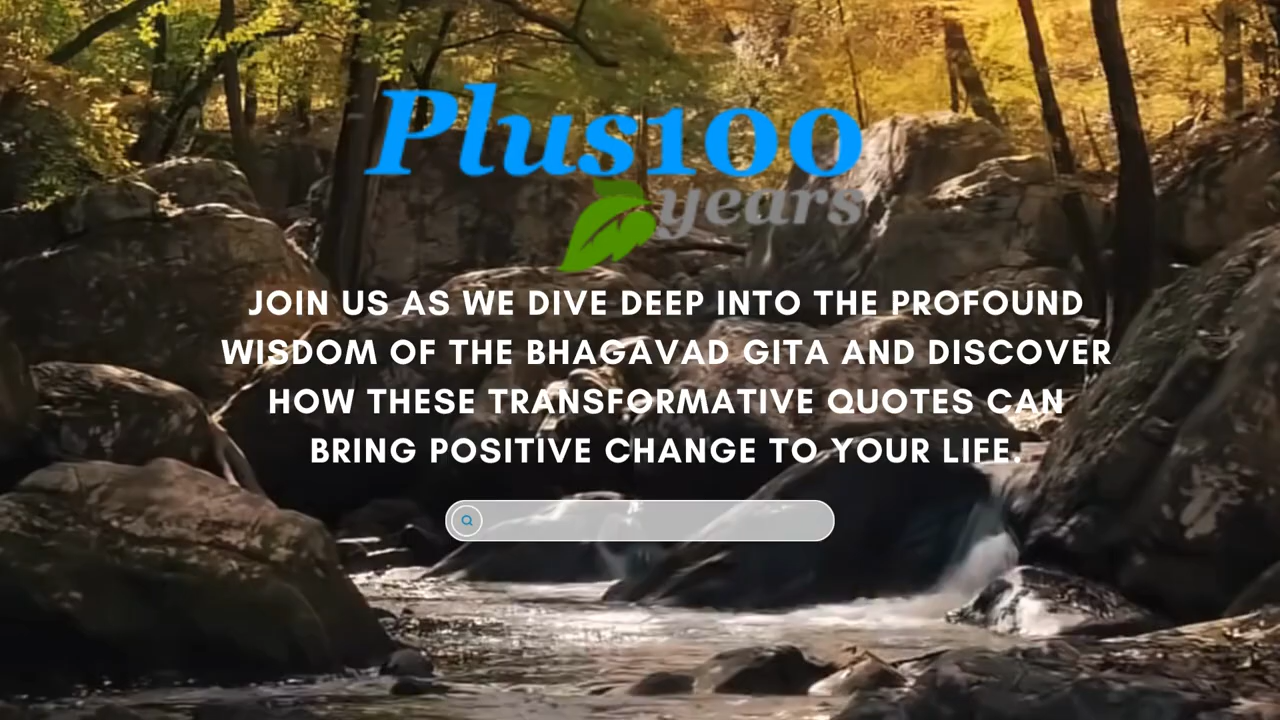 Plus100
years
JOIN US AS WE DIVE DEEP INTO THE PROFOUND
WISDOM OF THE BHAGAVAD GITA AND DISCOVER
HOW THESE TRANSFORMATIVE QUOTES CAN
BRING POSITIVE CHANGE TO YOUR LIFE.